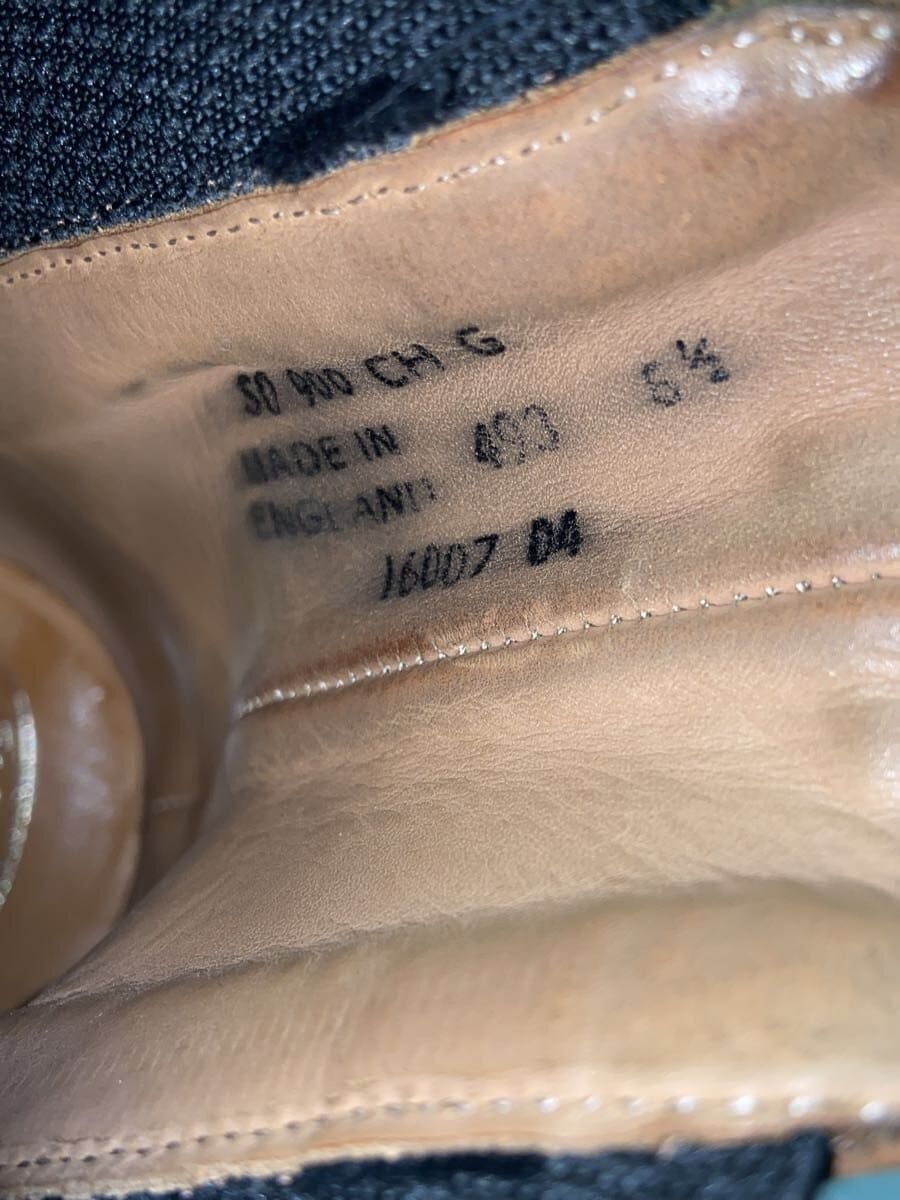 SO 900 CH G
MADE IN 493 6½
ENGLAND
16007 04